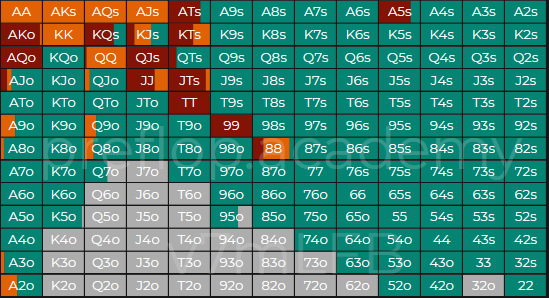 AA AKs AQs AJs ATs A9s A8s A7s A6s A5s A4s A3s A2s
AKo KK KQs KJs KTs K9s K8s K7s K6s K5s K4s K3s K2s
AQo KQo QQ QJs QTs Q9s Q8s Q7s Q6s Q5s Q4s Q3s Q2s
AJo KJo QJo JJ JTs J9s J8s J7s J6s J5s J4s J3s J2s
ATo KTo QTo JTo TT T9s T8s T7s T6s T5s T4s T3s T2s
A9o K9o Q9o J9o T9o 99 98s 97s 96s 95s 94s 93s 92s
A8o K8o Q8o J8o T8o 98o 88 87s 86s 85s 84s 83s 82s
preflop.academy
A7o K7o Q7o J7o T7o 97o 87o 77 76s 75s 74s 73s 72s
A6o K6o Q6o J6o T6o 96o 86o 76o 66 65s 64s 63s 62s
A5o K5o Q5o J5o T5o 95o 85o 75o 65o 55 54s 53s 52s
A4o K4o Q4o J4o T4o 94o 84o 74o 64o 54o 44 43s 42s
A3o K3o Q3o J3o T3o 93o 83o 73o 63o 53o 43o 33 32s
A2o K2o Q2o J2o T2o 92o 82o 72o 62o 52o 42o 32o 22